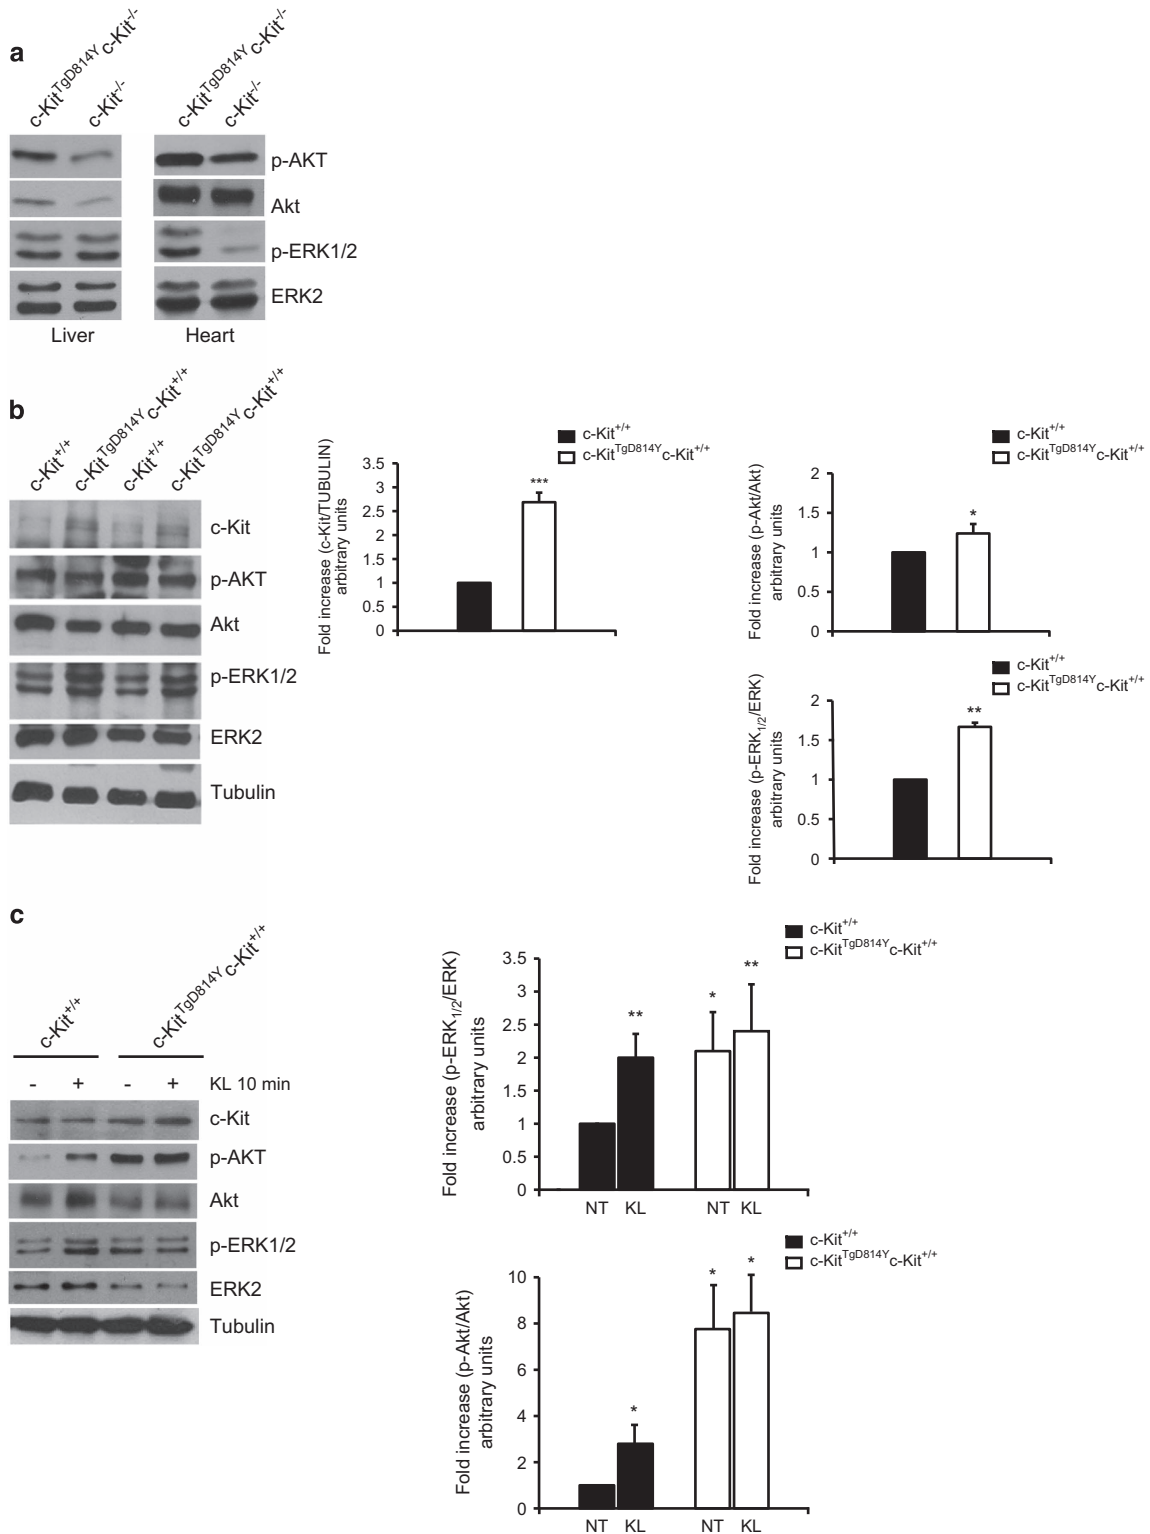 a
c-Kit^TgD814Y c-Kit^-/-
c-Kit^-/-
c-Kit^TgD814Y c-Kit^-/-
c-Kit^-/-
p-AKT
Akt
p-ERK1/2
ERK2
Liver
Heart
b
c-Kit^+/+
c-Kit^TgD814Y c-Kit^+/+
c-Kit^+/+
c-Kit^TgD814Y c-Kit^+/+
c-Kit
p-AKT
Akt
p-ERK1/2
ERK2
Tubulin
c-Kit^+/+
c-Kit^TgD814Y c-Kit^+/+
Fold increase (c-Kit/TUBULIN)
arbitrary units
3.5
3
2.5
2
1.5
1
0.5
0
***
c-Kit^+/+
c-Kit^TgD814Y c-Kit^+/+
Fold increase (p-Akt/Akt)
arbitrary units
2
1.5
1
0.5
0
*
c-Kit^+/+
c-Kit^TgD814Y c-Kit^+/+
Fold increase (p-ERK1/2/ERK)
arbitrary units
2
1.5
1
0.5
0
**
c
c-Kit^+/+
c-Kit^TgD814Y c-Kit^+/+
- + - + KL 10 min
c-Kit
p-AKT
Akt
p-ERK1/2
ERK2
Tubulin
c-Kit^+/+
c-Kit^TgD814Y c-Kit^+/+
Fold increase (p-ERK1/2/ERK)
arbitrary units
3.5
3
2.5
2
1.5
1
0.5
0
** * **
NT KL NT KL
c-Kit^+/+
c-Kit^TgD814Y c-Kit^+/+
Fold increase (p-Akt/Akt)
arbitrary units
10
8
6
4
2
0
* * *
NT KL NT KL